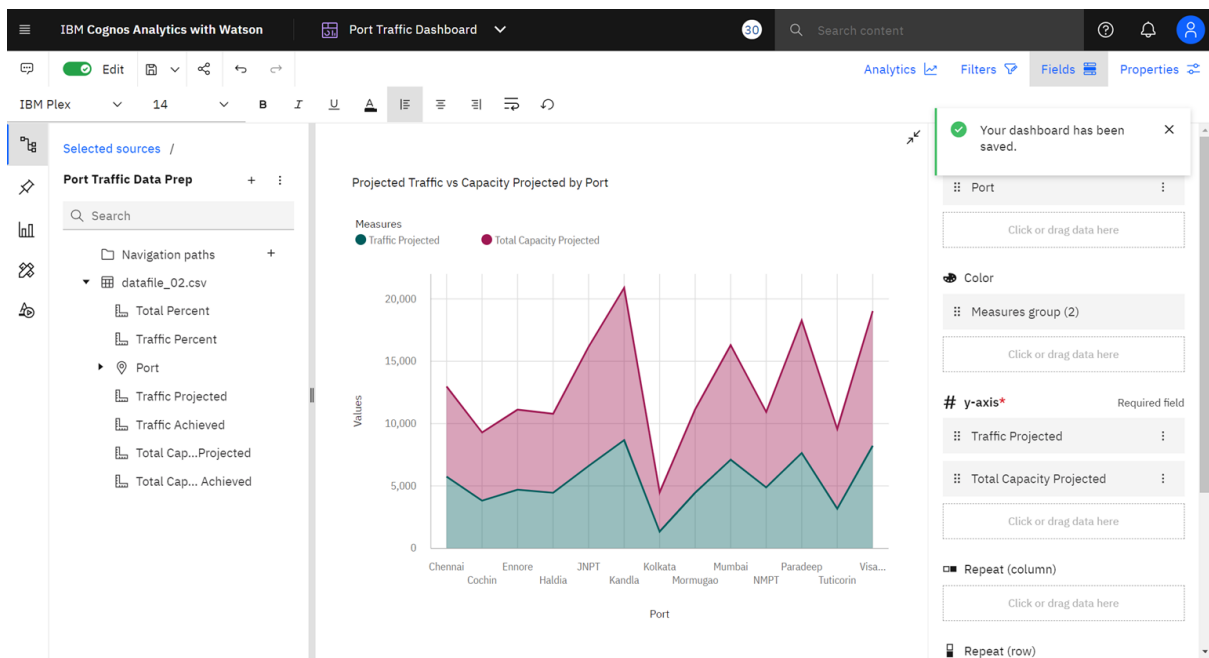 IBM Cognos Analytics with Watson
Port Traffic Dashboard
30
Search content
Edit
Analytics
Filters
Fields
Properties
IBM Plex
14
B
I
U
A
Selected sources /
Port Traffic Data Prep
Search
Navigation paths
datafile_02.csv
Total Percent
Traffic Percent
Port
Traffic Projected
Traffic Achieved
Total Cap...Projected
Total Cap... Achieved
Projected Traffic vs Capacity Projected by Port
Measures
Traffic Projected
Total Capacity Projected
Values
20,000
15,000
10,000
5,000
0
Chennai
Cochin
Ennore
Haldia
JNPT
Kandla
Kolkata
Mormugao
Mumbai
NMPT
Paradeep
Tuticorin
Visa...
Port
Your dashboard has been
saved.
Port
Click or drag data here
Color
Measures group (2)
Click or drag data here
# y-axis*
Required field
Traffic Projected
Total Capacity Projected
Click or drag data here
Repeat (column)
Click or drag data here
Repeat (row)